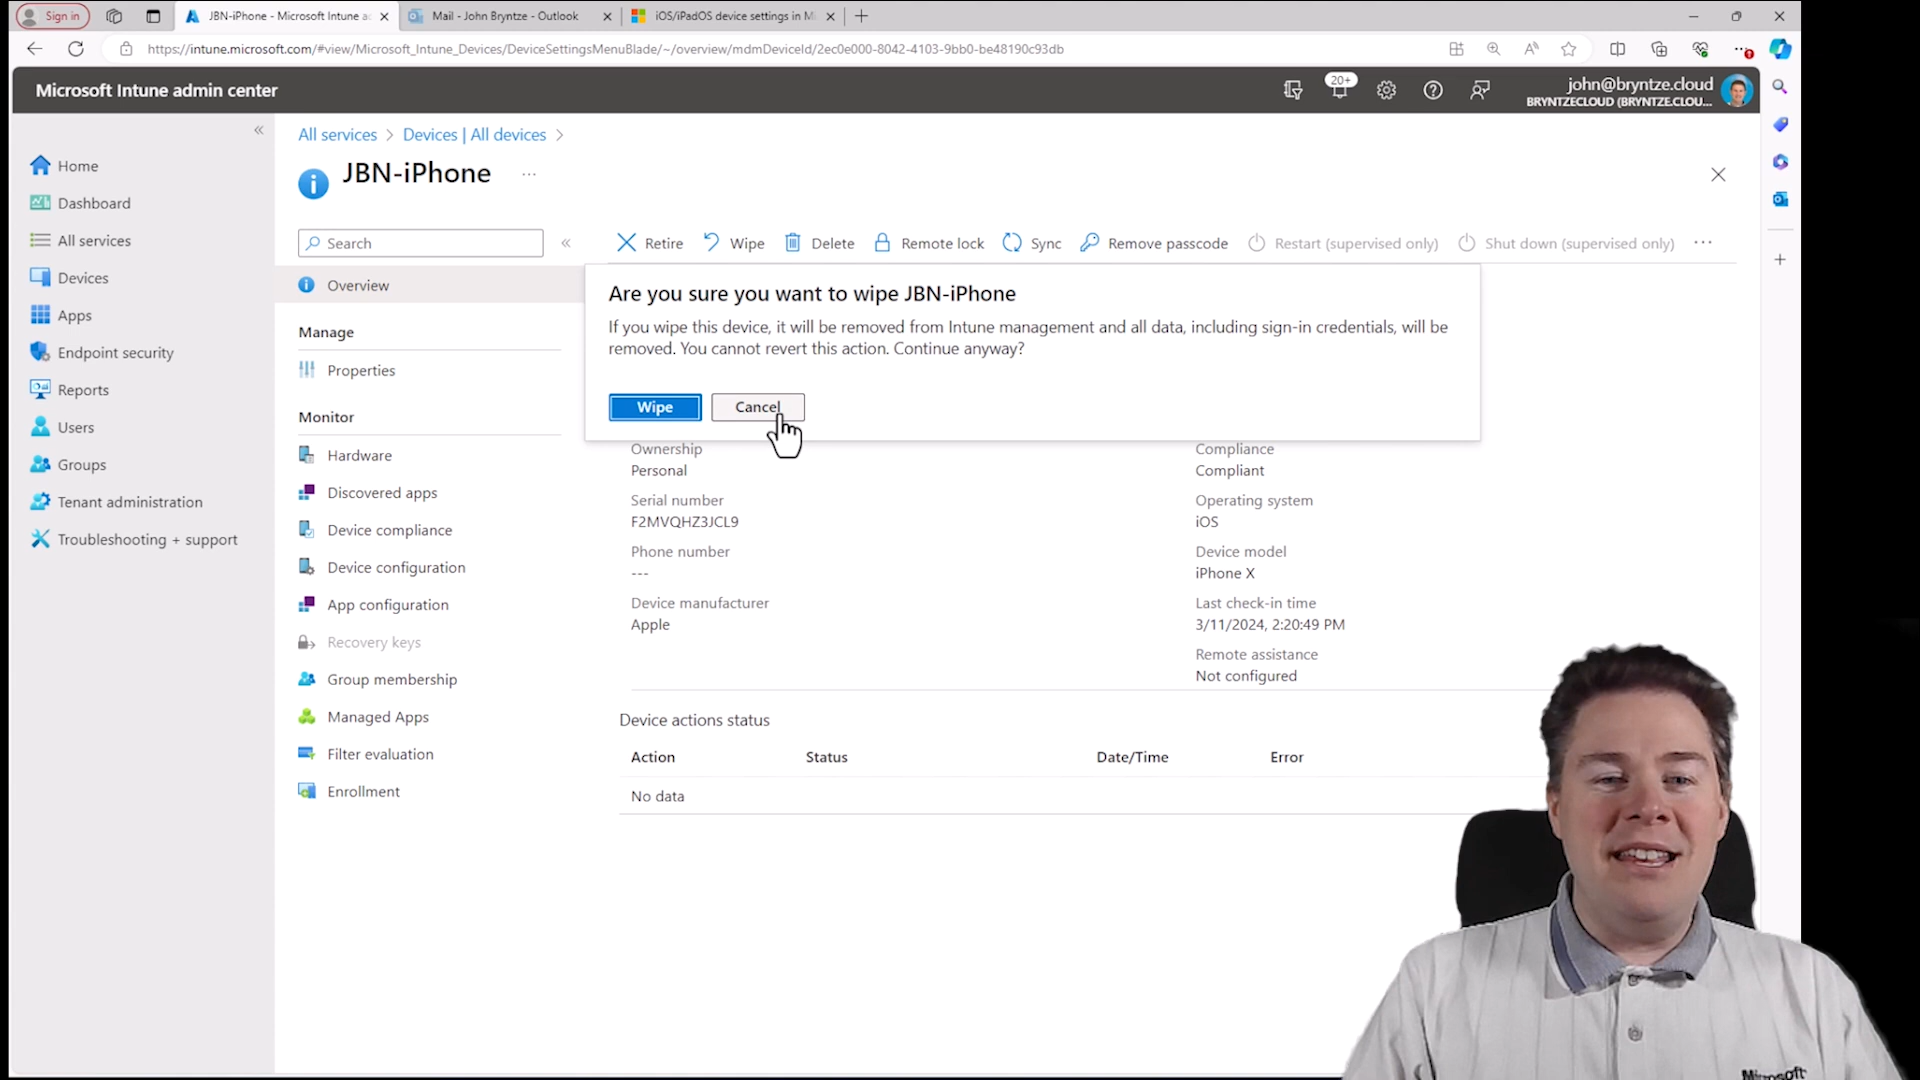 Sign in
JBN-iPhone - Microsoft Intune ac
Mail - John Bryntze - Outlook
iOS/iPadOS device settings in Mi
https://intune.microsoft.com/#view/Microsoft_Intune_Devices/DeviceSettingsMenuBlade/~/overview/mdmDeviceId/2ec0e000-8042-4103-9bb0-be48190c93db
Microsoft Intune admin center
20+
john@bryntze.cloud
BRYNTZECLOUD (BRYNTZE.CLOU...
Home
Dashboard
All services
Devices
Apps
Endpoint security
Reports
Users
Groups
Tenant administration
Troubleshooting + support
All services > Devices | All devices >
JBN-iPhone ...
Search
Overview
Manage
Properties
Monitor
Hardware
Discovered apps
Device compliance
Device configuration
App configuration
Recovery keys
Group membership
Managed Apps
Filter evaluation
Enrollment
Retire Wipe Delete Remote lock Sync Remove passcode Restart (supervised only) Shut down (supervised only) ...
Are you sure you want to wipe JBN-iPhone
If you wipe this device, it will be removed from Intune management and all data, including sign-in credentials, will be
removed. You cannot revert this action. Continue anyway?
Wipe Cancel
Ownership
Personal
Serial number
F2MVQHZ3JCL9
Phone number
---
Device manufacturer
Apple
Compliance
Compliant
Operating system
iOS
Device model
iPhone X
Last check-in time
3/11/2024, 2:20:49 PM
Remote assistance
Not configured
Device actions status
Action Status Date/Time Error
No data
Microsoft